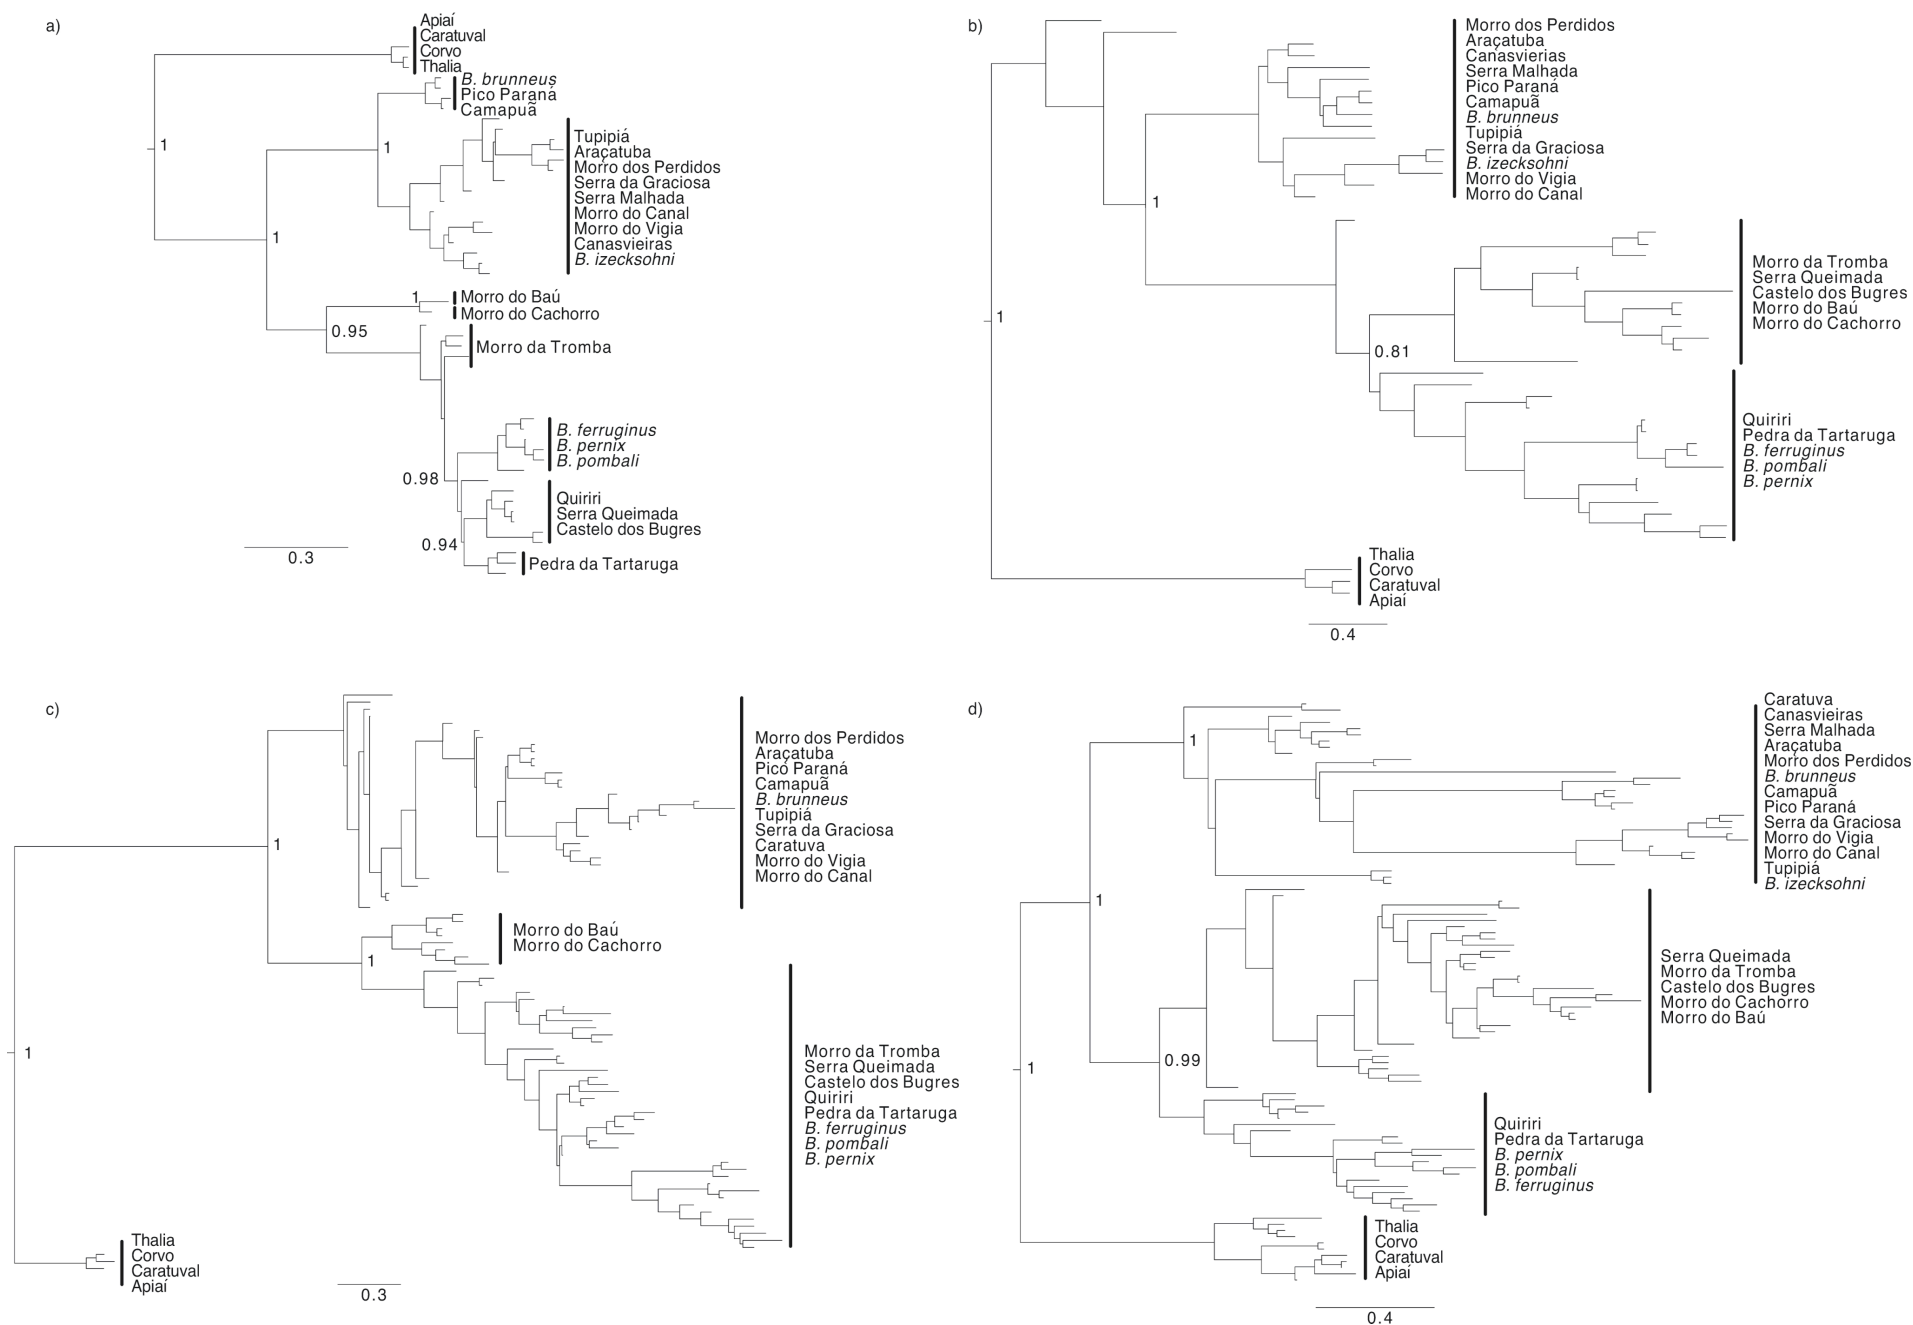 a)
Apiaí
Caratuval
Corvo
Thalia
B. brunneus
Pico Paraná
Camapuã
1
1
Tupipiá
Araçatuba
Morro dos Perdidos
Serra da Graciosa
Serra Malhada
Morro do Canal
Morro do Vigia
Canasvieiras
B. izecksohni
1
1
Morro do Baú
Morro do Cachorro
0.95
Morro da Tromba
B. ferruginus
B. pernix
B. pombali
0.98
Quiriri
Serra Queimada
Castelo dos Bugres
0.94
Pedra da Tartaruga
0.3
b)
Morro dos Perdidos
Araçatuba
Canasvierias
Serra Malhada
Pico Paraná
Camapuã
B. brunneus
Tupipiá
Serra da Graciosa
B. izecksohni
Morro do Vigia
Morro do Canal
1
Morro da Tromba
Serra Queimada
Castelo dos Bugres
Morro do Baú
Morro do Cachorro
1
0.81
Quiriri
Pedra da Tartaruga
B. ferruginus
B. pombali
B. pernix
Thalia
Corvo
Caratuval
Apiaí
0.4
c)
Morro dos Perdidos
Araçatuba
Pico Paraná
Camapuã
B. brunneus
Tupipiá
Serra da Graciosa
Caratuva
Morro do Vigia
Morro do Canal
1
Morro do Baú
Morro do Cachorro
1
1
Morro da Tromba
Serra Queimada
Castelo dos Bugres
Quiriri
Pedra da Tartaruga
B. ferruginus
B. pombali
B. pernix
Thalia
Corvo
Caratuval
Apiaí
0.3
d)
Caratuva
Canasvieiras
Serra Malhada
Araçatuba
Morro dos Perdidos
B. brunneus
Camapuã
Pico Paraná
Serra da Graciosa
Morro do Vigia
Morro do Canal
Tupipiá
B. izecksohni
1
1
Serra Queimada
Morro da Tromba
Castelo dos Bugres
Morro do Cachorro
Morro do Baú
0.99
1
Quiriri
Pedra da Tartaruga
B. pernix
B. pombali
B. ferruginus
Thalia
Corvo
Caratuval
Apiaí
0.4